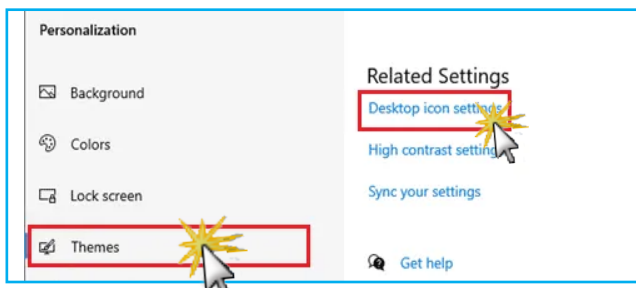 Personalization
Background
Colors
Lock screen
Themes
Related Settings
Desktop icon settings
High contrast settings
Sync your settings
Get help